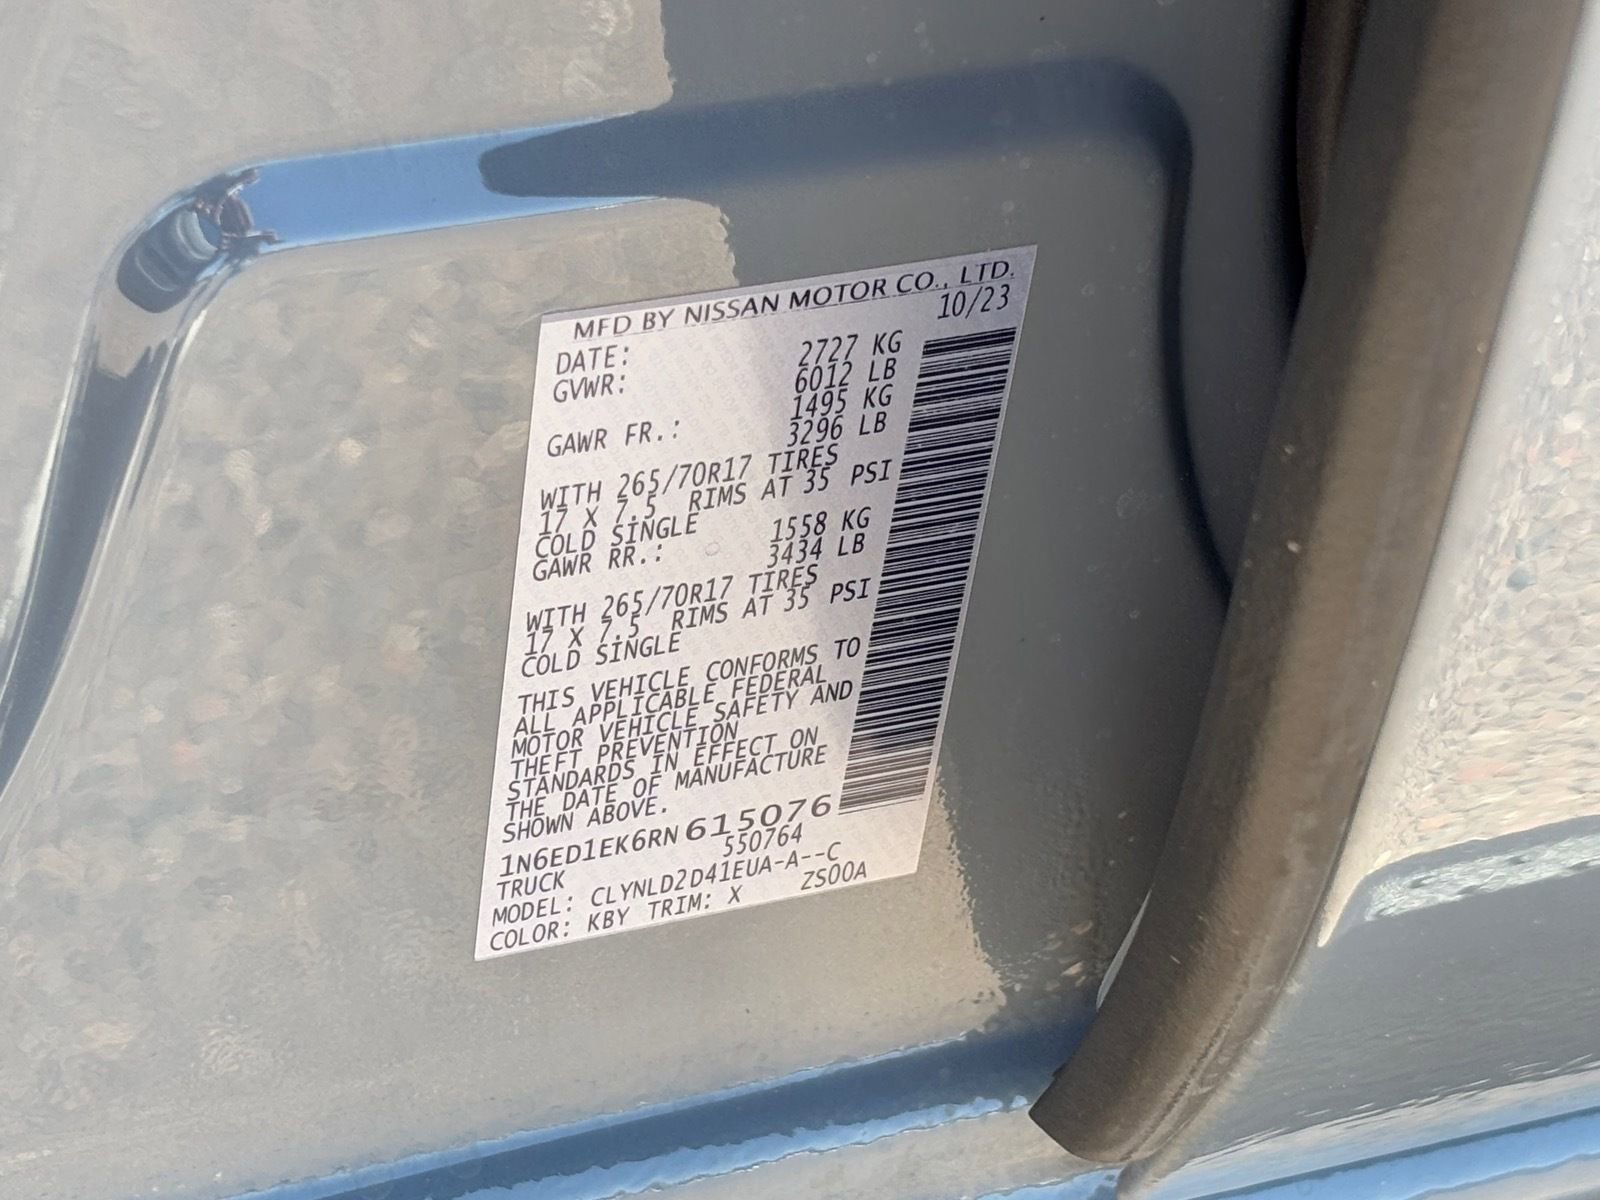 MFD BY NISSAN MOTOR CO., LTD.
DATE: 10/23
GVWR: 2727 KG
6012 LB
GAWR FR.: 1495 KG
3296 LB
WITH 265/70R17 TIRES
17 X 7.5 RIMS AT 35 PSI
COLD SINGLE
GAWR RR.: 1558 KG
3434 LB
WITH 265/70R17 TIRES
17 X 7.5 RIMS AT 35 PSI
COLD SINGLE
THIS VEHICLE CONFORMS TO
ALL APPLICABLE FEDERAL
MOTOR VEHICLE SAFETY AND
THEFT PREVENTION
STANDARDS IN EFFECT ON
THE DATE OF MANUFACTURE
SHOWN ABOVE.
1N6ED1EK6RN615076
TRUCK 550764
MODEL: CLYNLD2D41EUA-A--C
COLOR: KBY TRIM: X ZS00A